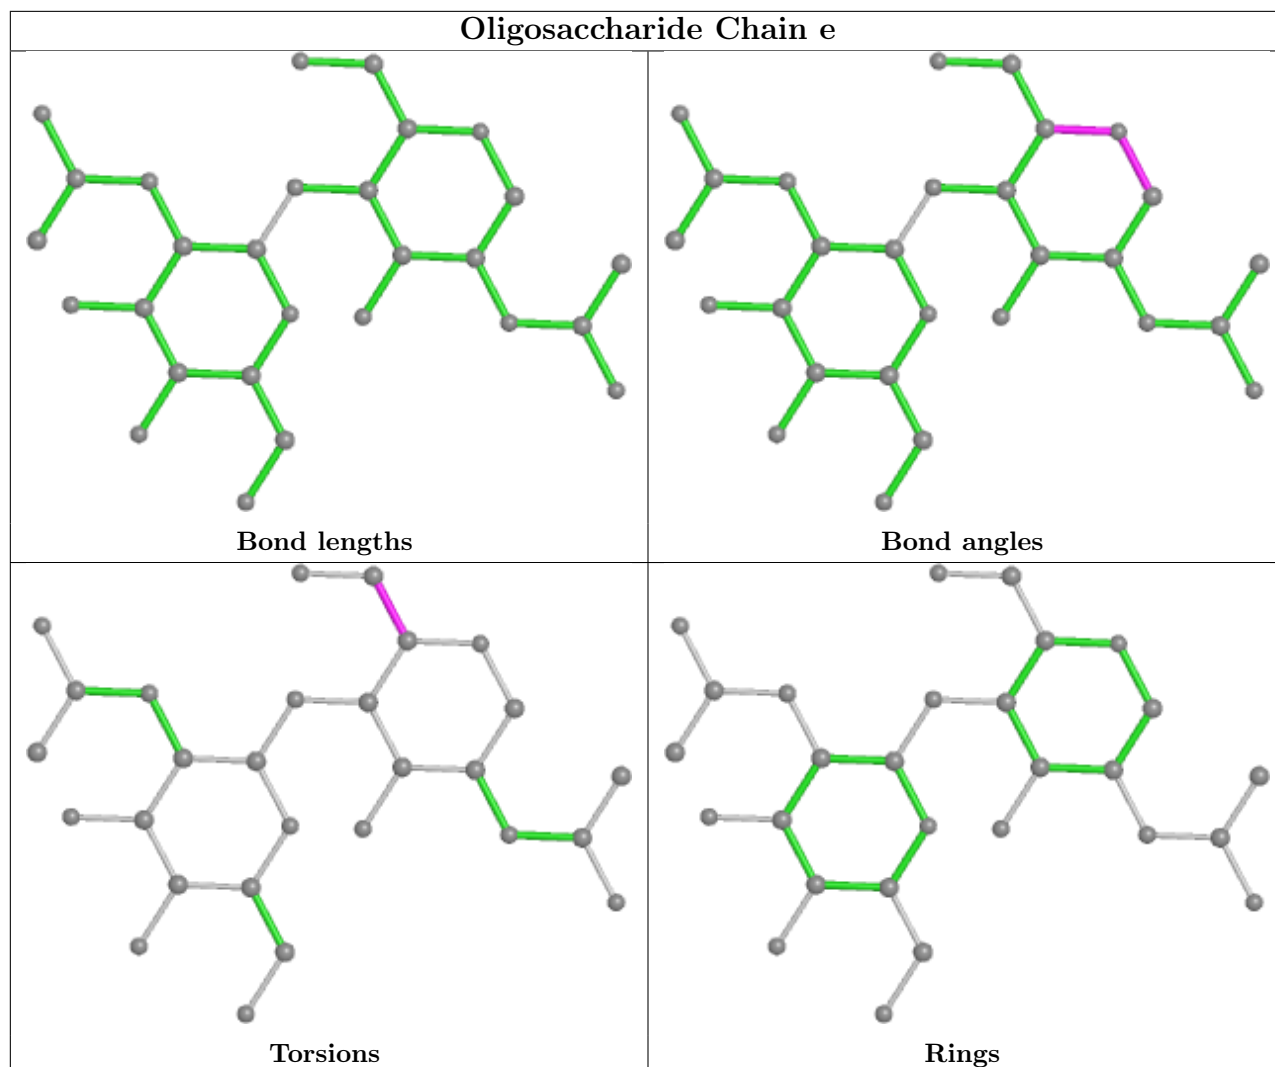 Oligosaccharide Chain e
Bond lengths
Bond angles
Torsions
Rings